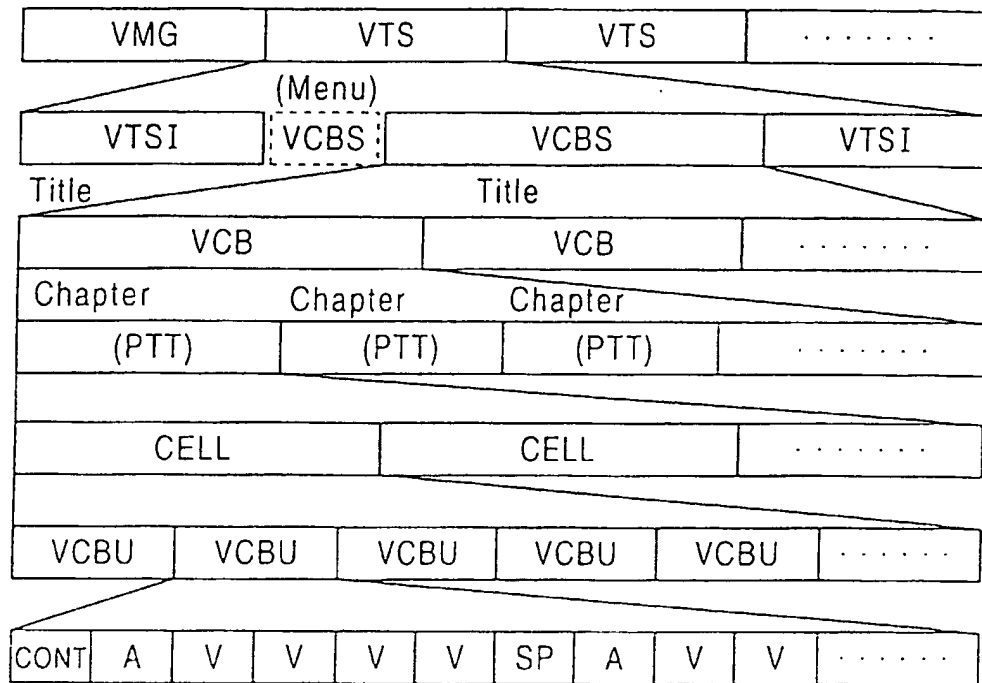 VMG VTS VTS .......
(Menu)
VTSI VCBS VCBS VTSI
Title Title
VCB VCB .......
Chapter Chapter Chapter
(PTT) (PTT) (PTT) .......
CELL CELL .......
VCBU VCBU VCBU VCBU VCBU ......
CONT A V V V V SP A V V ......